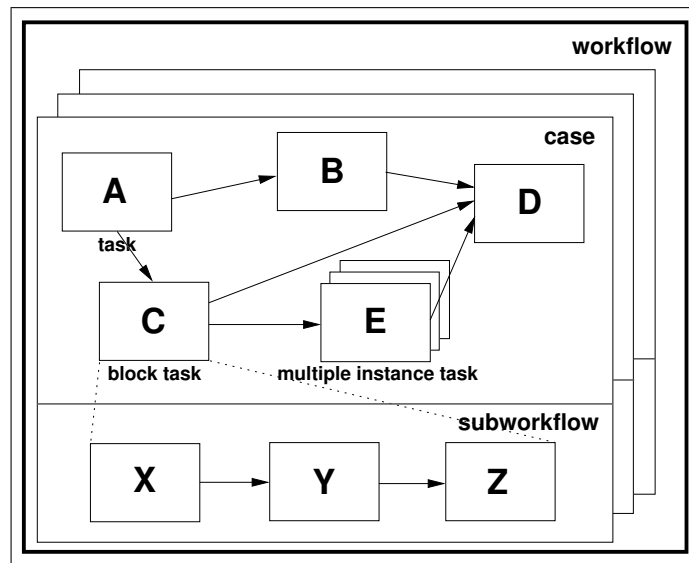 workflow
case
A
B
D
task
C
E
block task
multiple instance task
subworkflow
X
Y
Z